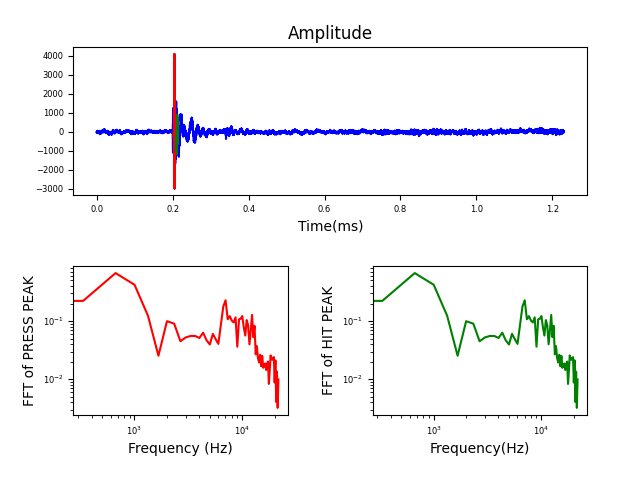 Amplitude
4000
3000
2000
1000
0
−1000
−2000
−3000
0.0 0.2 0.4 0.6 0.8 1.0 1.2
Time(ms)
FFT of PRESS PEAK
10⁻¹
10⁻²
10³ 10⁴
Frequency (Hz)
FFT of HIT PEAK
10⁻¹
10⁻²
10³ 10⁴
Frequency(Hz)